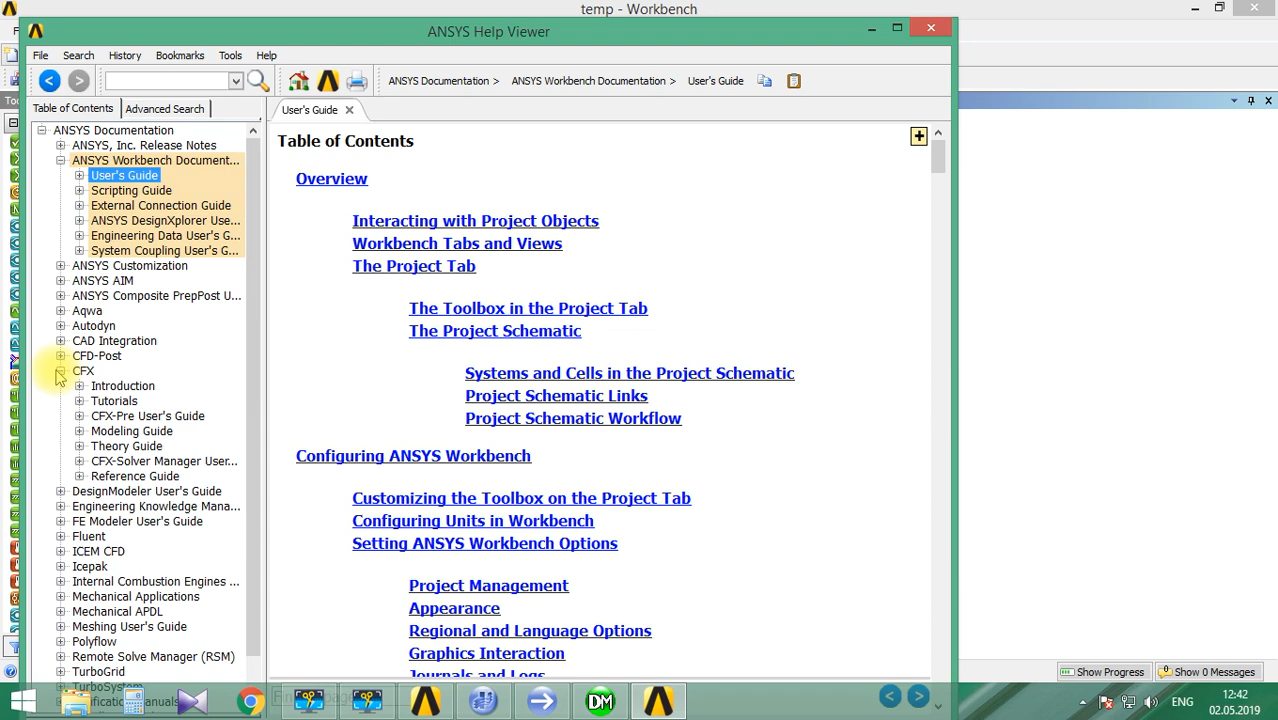 temp - Workbench
ANSYS Help Viewer
File Search History Bookmarks Tools Help
ANSYS Documentation > ANSYS Workbench Documentation > User's Guide
Table of Contents
Advanced Search
User's Guide
ANSYS Documentation
ANSYS, Inc. Release Notes
ANSYS Workbench Document...
User's Guide
Scripting Guide
External Connection Guide
ANSYS DesignXplorer Use...
Engineering Data User's G...
System Coupling User's G...
ANSYS Customization
ANSYS AIM
ANSYS Composite PrepPost U...
Aqwa
Autodyn
CAD Integration
CFD-Post
CFX
Introduction
Tutorials
CFX-Pre User's Guide
Modeling Guide
Theory Guide
CFX-Solver Manager User...
Reference Guide
DesignModeler User's Guide
Engineering Knowledge Mana...
FE Modeler User's Guide
Fluent
ICEM CFD
Icepak
Internal Combustion Engines ...
Mechanical Applications
Mechanical APDL
Meshing User's Guide
Polyflow
Remote Solve Manager (RSM)
TurboGrid
TurboSystem
Table of Contents
Overview
Interacting with Project Objects
Workbench Tabs and Views
The Project Tab
The Toolbox in the Project Tab
The Project Schematic
Systems and Cells in the Project Schematic
Project Schematic Links
Project Schematic Workflow
Configuring ANSYS Workbench
Customizing the Toolbox on the Project Tab
Configuring Units in Workbench
Setting ANSYS Workbench Options
Project Management
Appearance
Regional and Language Options
Graphics Interaction
Journals and Logs
Show Progress
Show 0 Messages
DM
ENG
12:42
02.05.2019